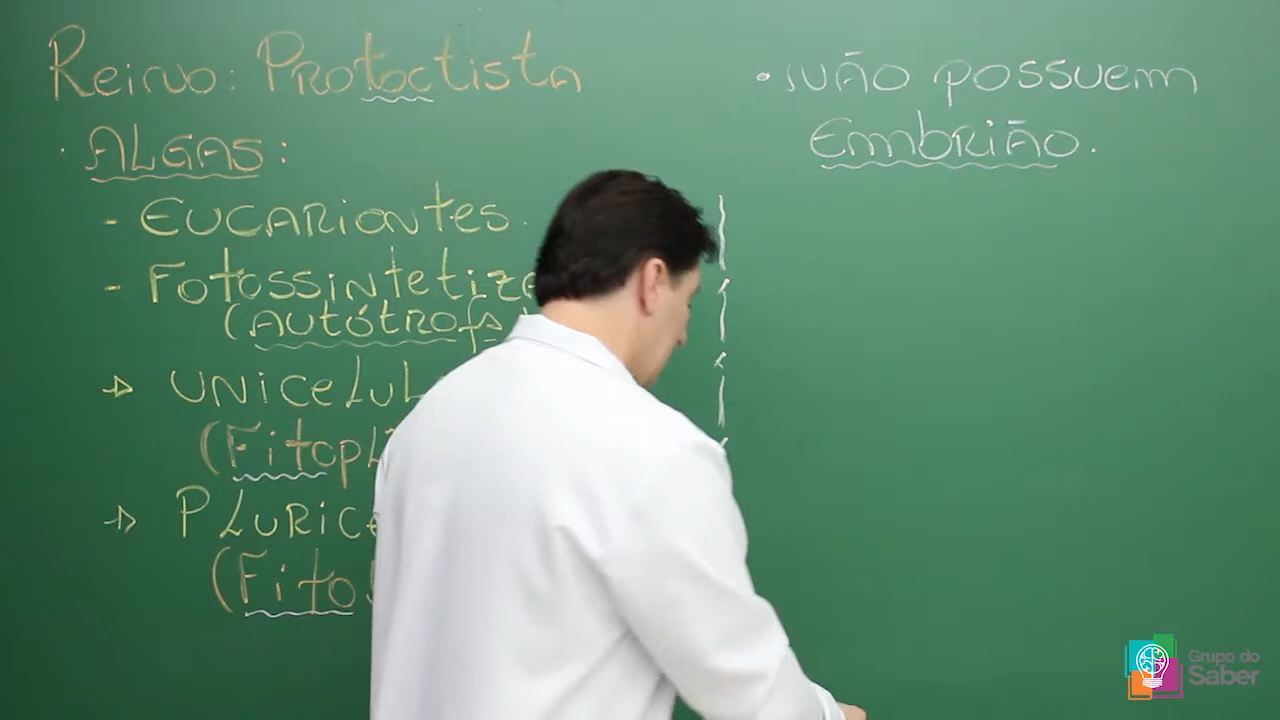 Reino: Protoctista
· ALGAS:
- EUCARIONTES.
- FOTOSSINTETIZ
(AUTÓTROF
→ UNICELUL
(Fitopl
→ PLURICE
(Fito
• NÃO POSSUEM
EMBRIÃO.
Grupo do
Saber